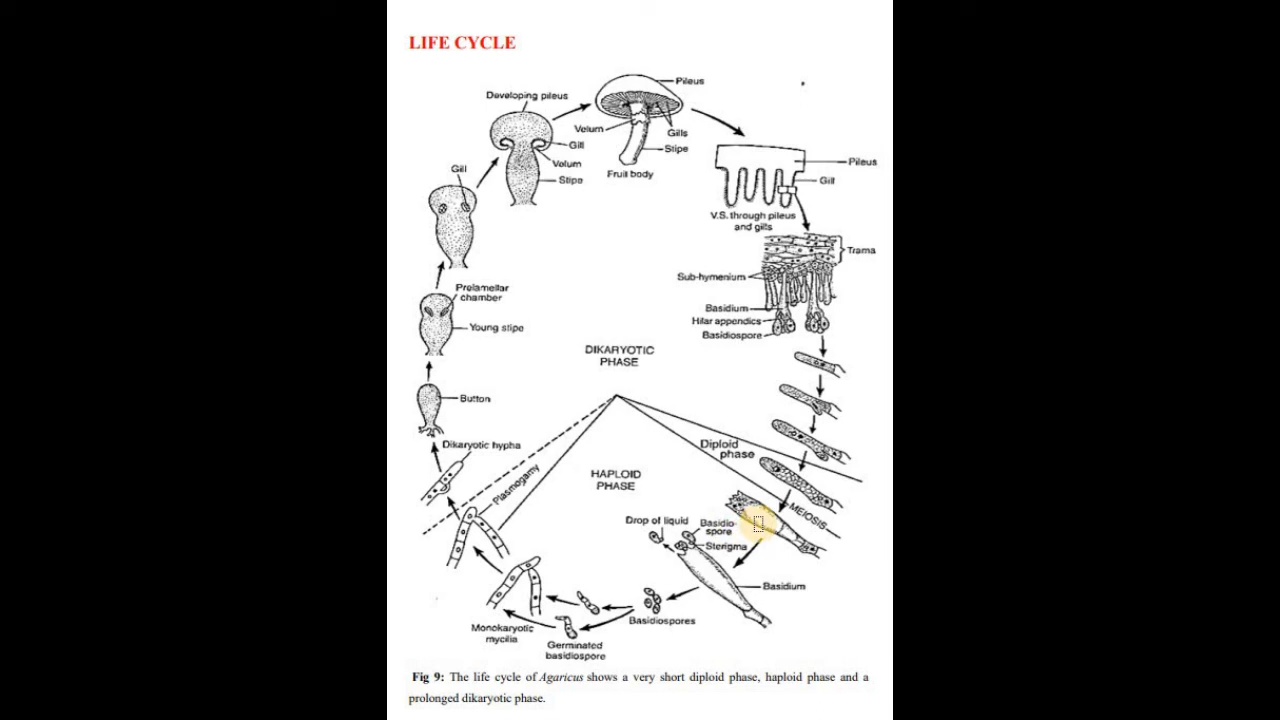 LIFE CYCLE
Pileus
Developing pileus
Velum
Gills
Gill
Stipe
Velum
Fruit body
Stipe
Pileus
Gill
V.S. through pileus
and gills
Gill
Trama
Sub-hymenium
Prelamellar
chamber
Basidium
Hilar appendics
Basidiospore
Young stipe
DIKARYOTIC
PHASE
Button
Dikaryotic hypha
Diploid
phase
Plasmogamy
HAPLOID
PHASE
MEIOSIS
Drop of liquid
Basidio-
spore
Sterigma
Basidium
Basidiospores
Monokaryotic
mycilia
Germinated
basidiospore
Fig 9: The life cycle of Agaricus shows a very short diploid phase, haploid phase and a
prolonged dikaryotic phase.